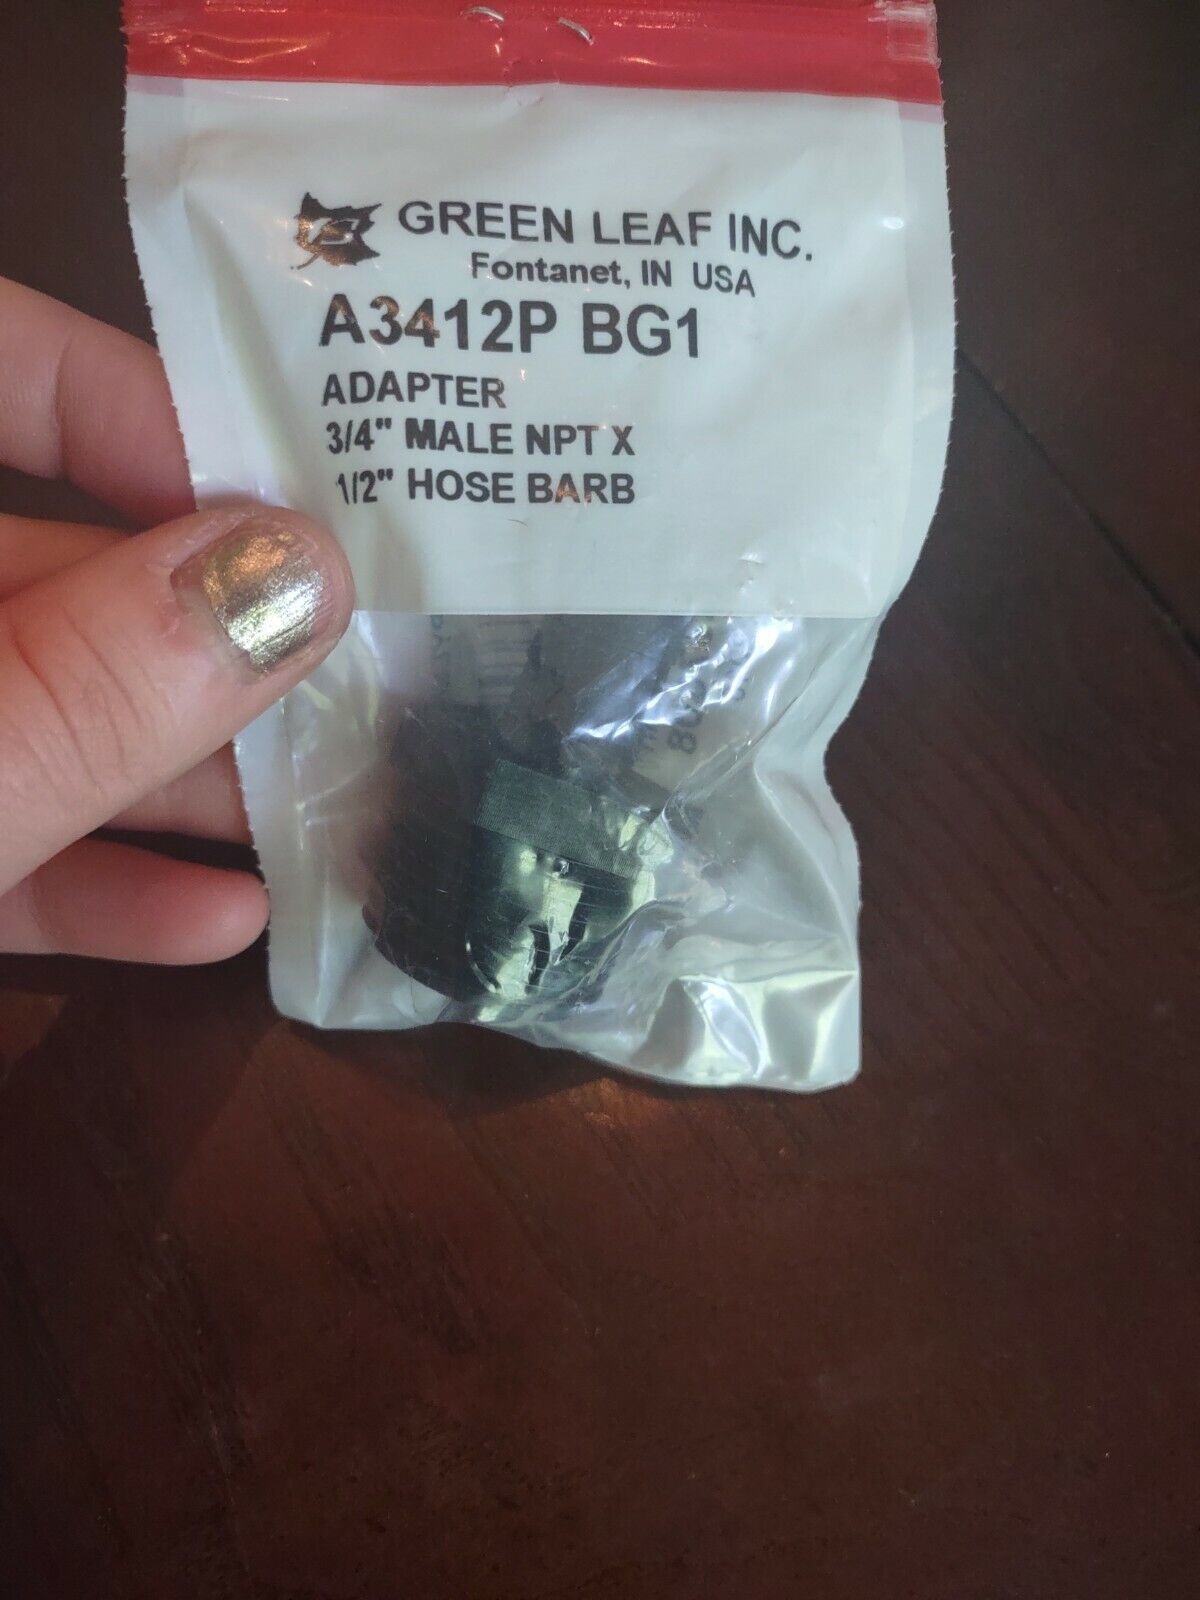 GREEN LEAF INC.
Fontanet, IN USA
A3412P BG1
ADAPTER
3/4" MALE NPT X
1/2" HOSE BARB